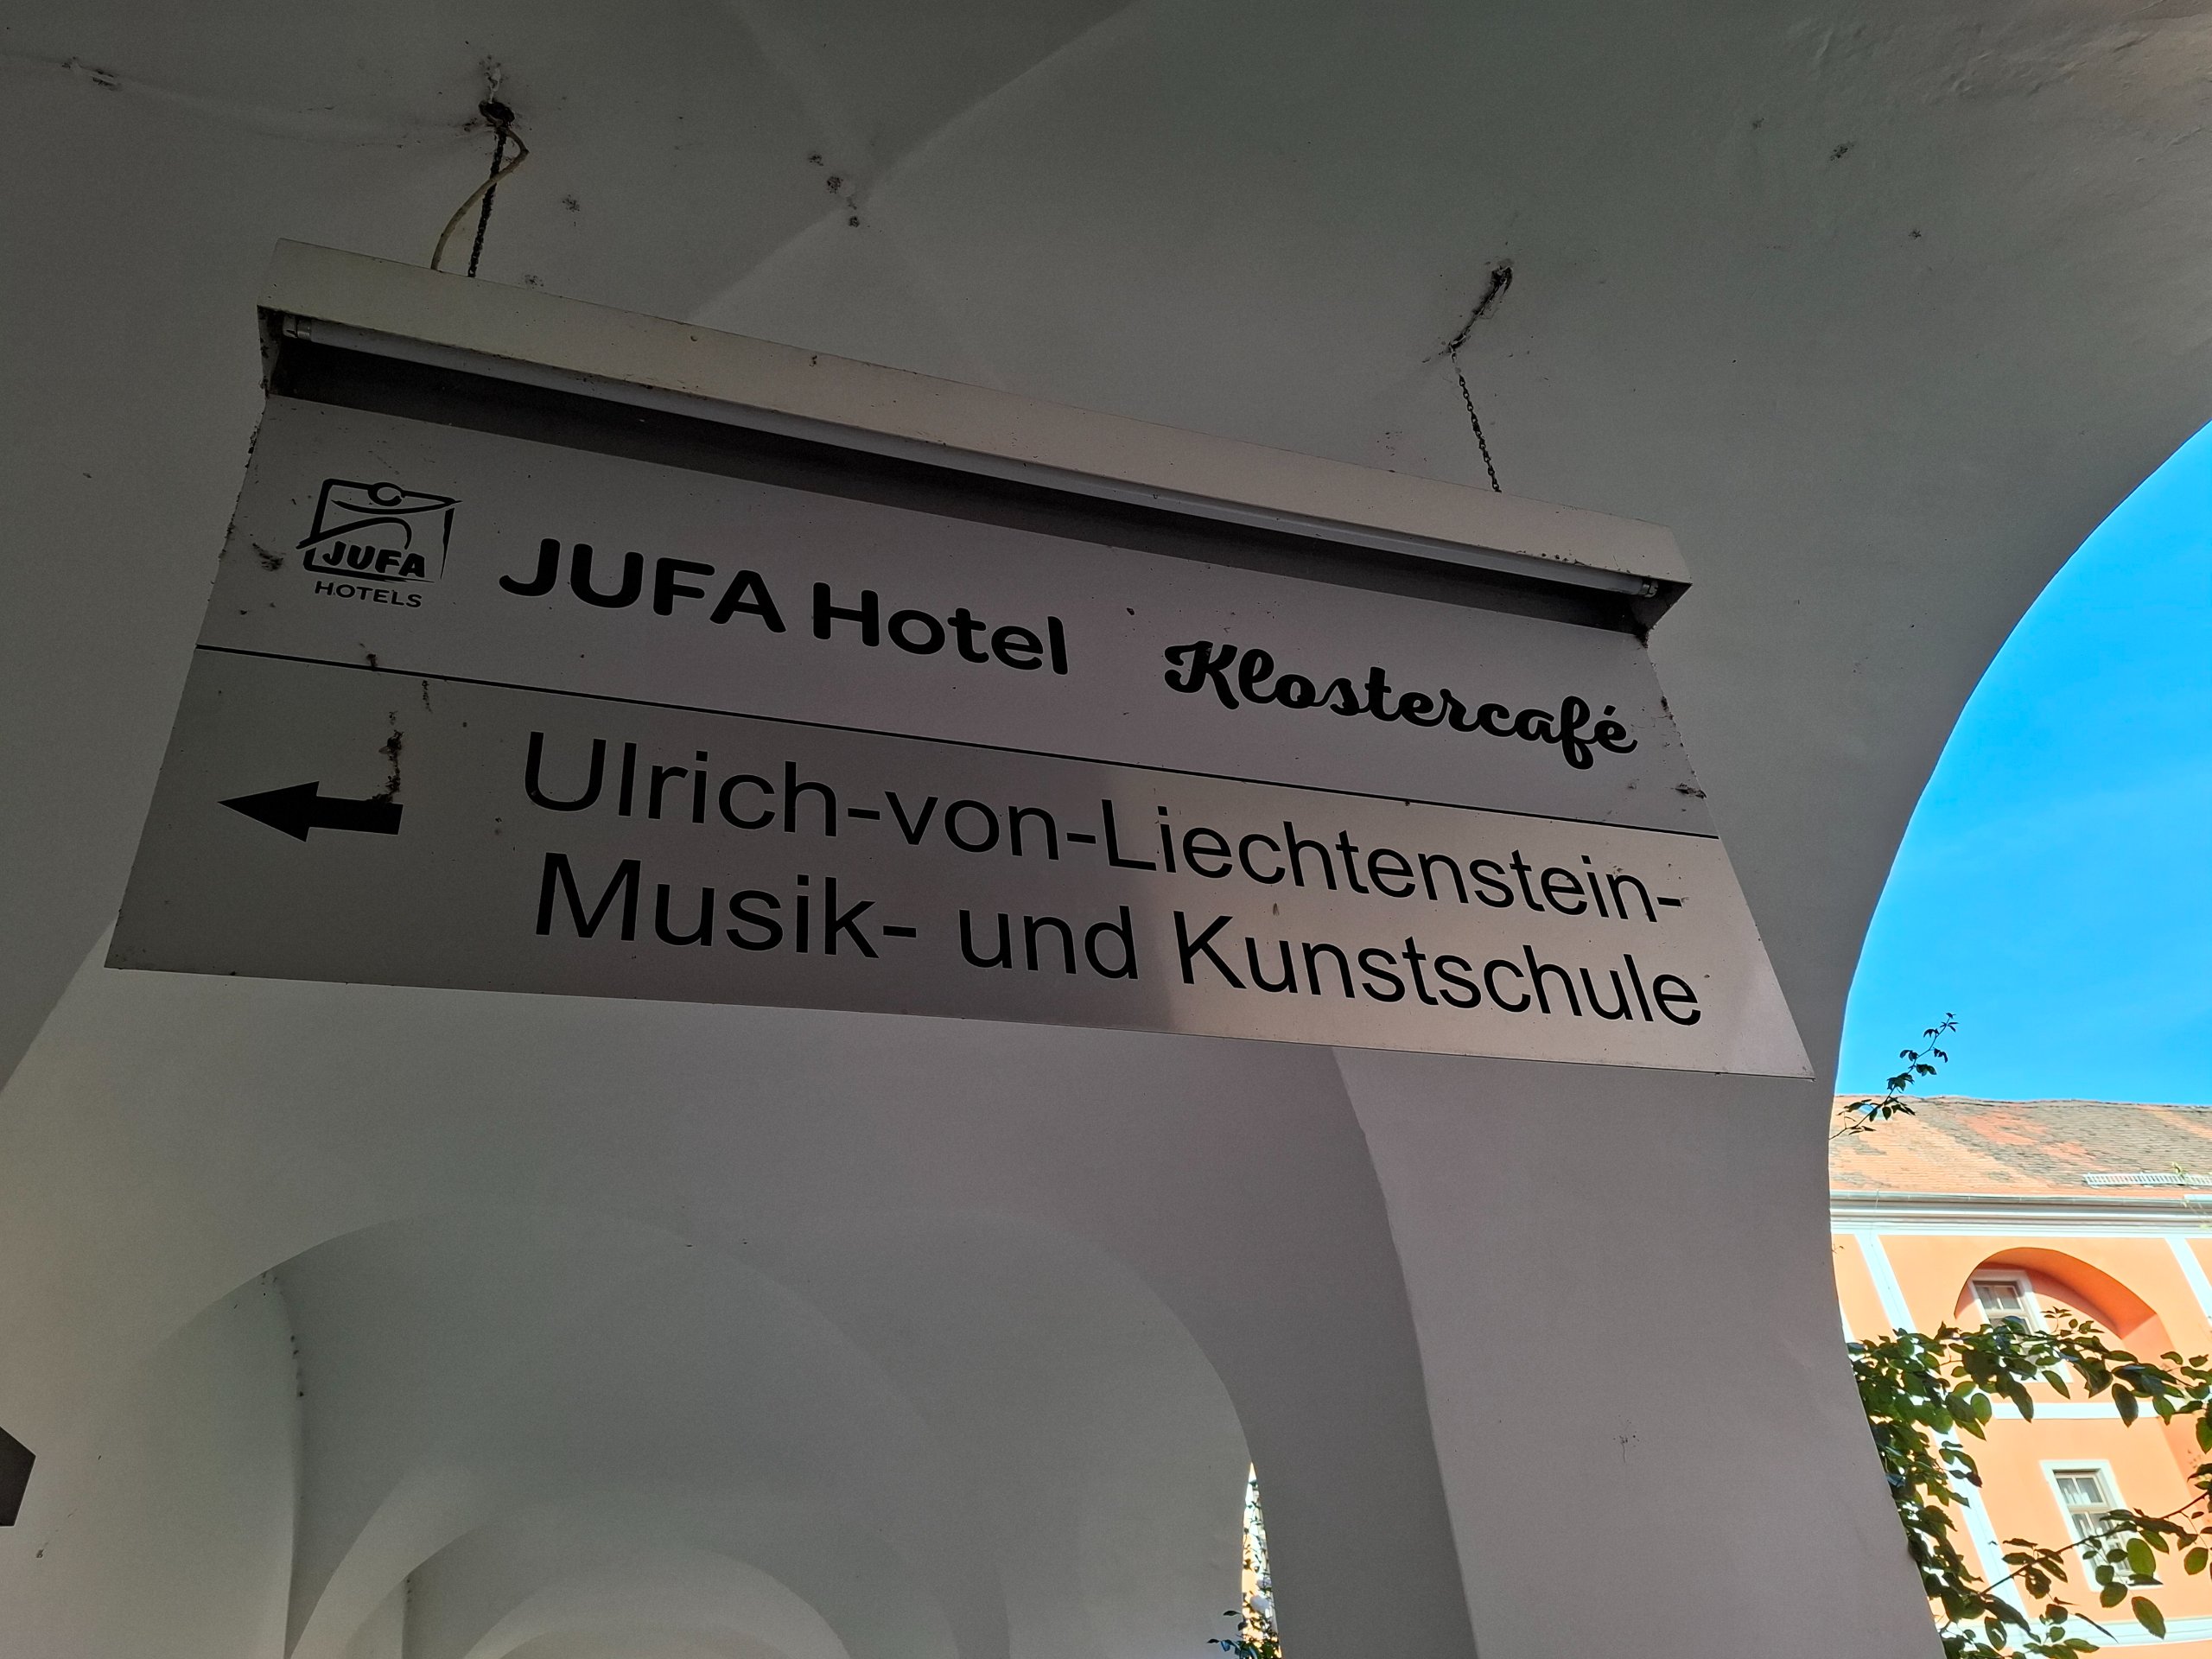 JUFA
HOTELS
JUFA Hotel Klostercafé
Ulrich-von-Liechtenstein-
Musik- und Kunstschule